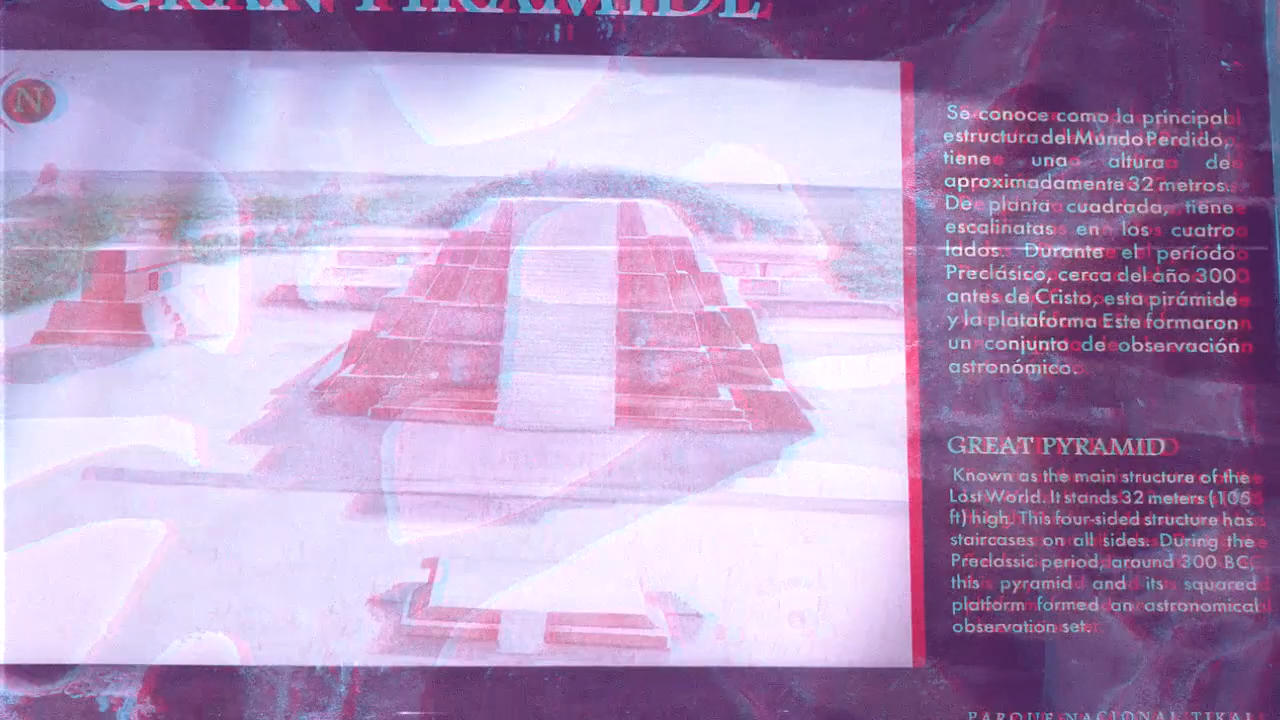 GRAN PIRAMIDE
N
Se conoce como la principal
estructura del Mundo Perdido,
tiene una altura de
aproximadamente 32 metros.
De planta cuadrada, tiene
escalinatas en los cuatro
lados. Durante el período
Preclásico, cerca del año 300
antes de Cristo, esta pirámide
y la plataforma Este formaron
un conjunto de observación
astronómico.
GREAT PYRAMID
Known as the main structure of the
Lost World. It stands 32 meters (105
ft) high. This four-sided structure has
staircases on all sides. During the
Preclassic period, around 300 BC,
this pyramid and its squared
platform formed an astronomical
observation set.
PARQUE NACIONAL TIKAL